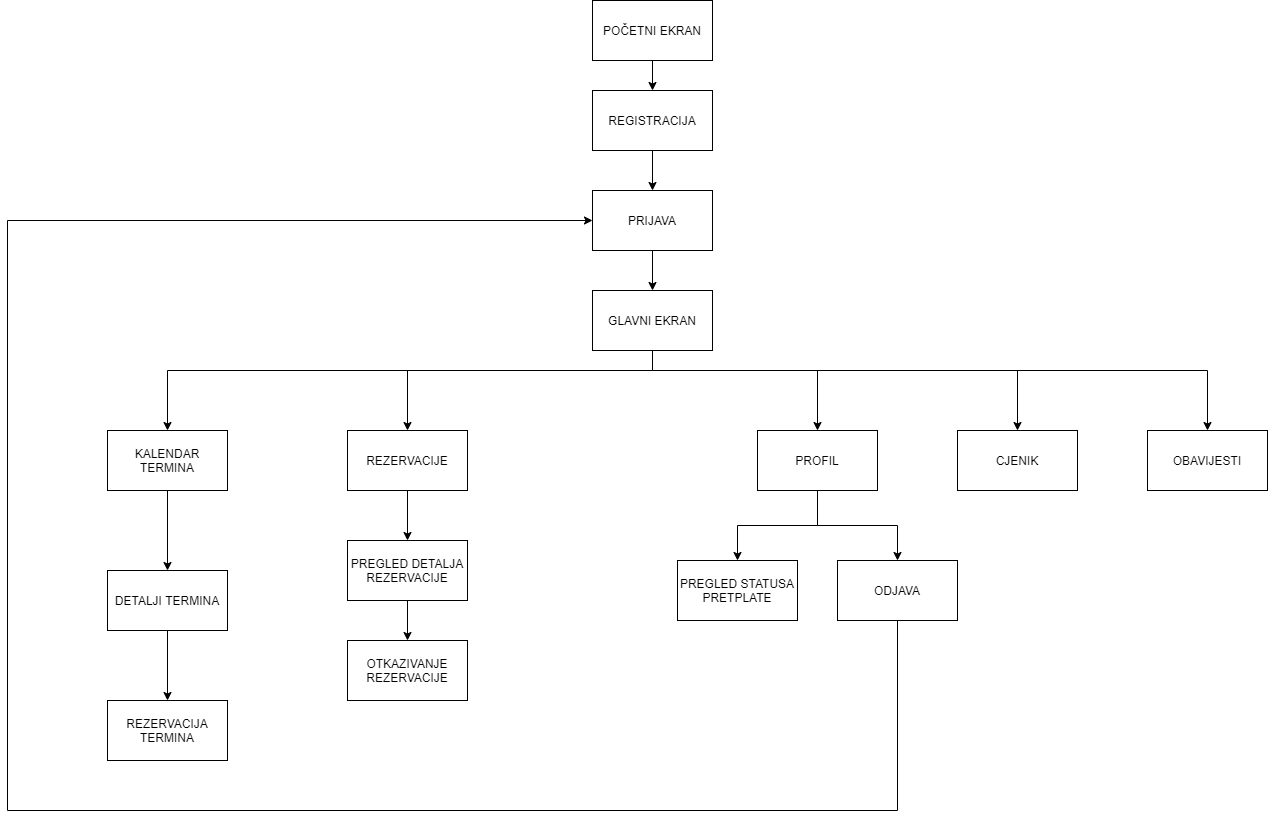 POČETNI EKRAN
REGISTRACIJA
PRIJAVA
GLAVNI EKRAN
KALENDAR
TERMINA
REZERVACIJE
PROFIL
CJENIK
OBAVIJESTI
DETALJI TERMINA
PREGLED DETALJA
REZERVACIJE
PREGLED STATUSA
PRETPLATE
ODJAVA
REZERVACIJA
TERMINA
OTKAZIVANJE
REZERVACIJE